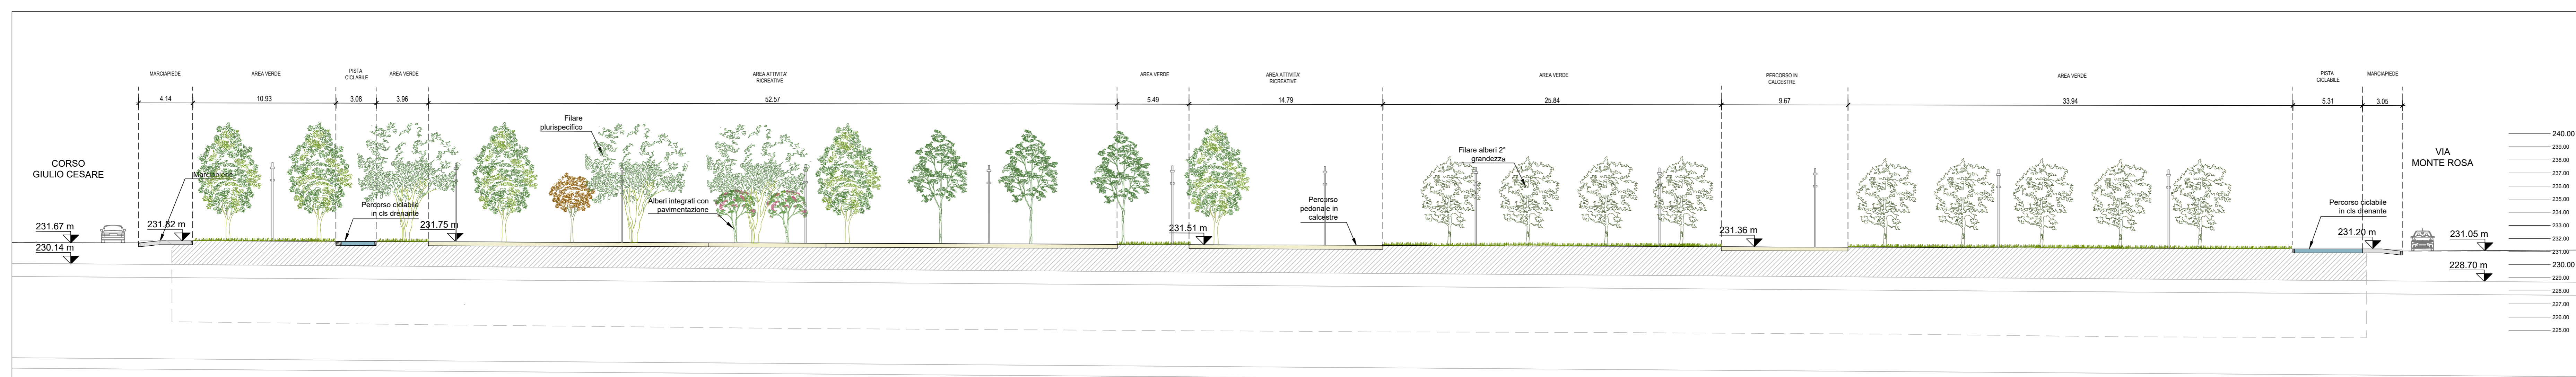 MARCIAPIEDE
AREA VERDE
PISTA
CICLABILE
AREA VERDE
AREA ATTIVITA'
RICREATIVE
AREA VERDE
AREA ATTIVITA'
RICREATIVE
AREA VERDE
PERCORSO IN
CALCESTRE
AREA VERDE
PISTA
CICLABILE
MARCIAPIEDE
4.14
10.93
3.08
3.96
52.57
5.49
14.79
25.84
9.67
33.94
5.31
3.05
CORSO
GIULIO CESARE
Marciapiede
Percorso ciclabile
in cls drenante
Filare
plurispecifico
Alberi integrati con
pavimentazione
Percorso
pedonale in
calcestre
Filare alberi 2°
grandezza
Percorso ciclabile
in cls drenante
VIA
MONTE ROSA
231.67 m
230.14 m
231.82 m
231.75 m
231.51 m
231.36 m
231.20 m
231.05 m
228.70 m
240.00
239.00
238.00
237.00
236.00
235.00
234.00
233.00
232.00
231.00
230.00
229.00
228.00
227.00
226.00
225.00